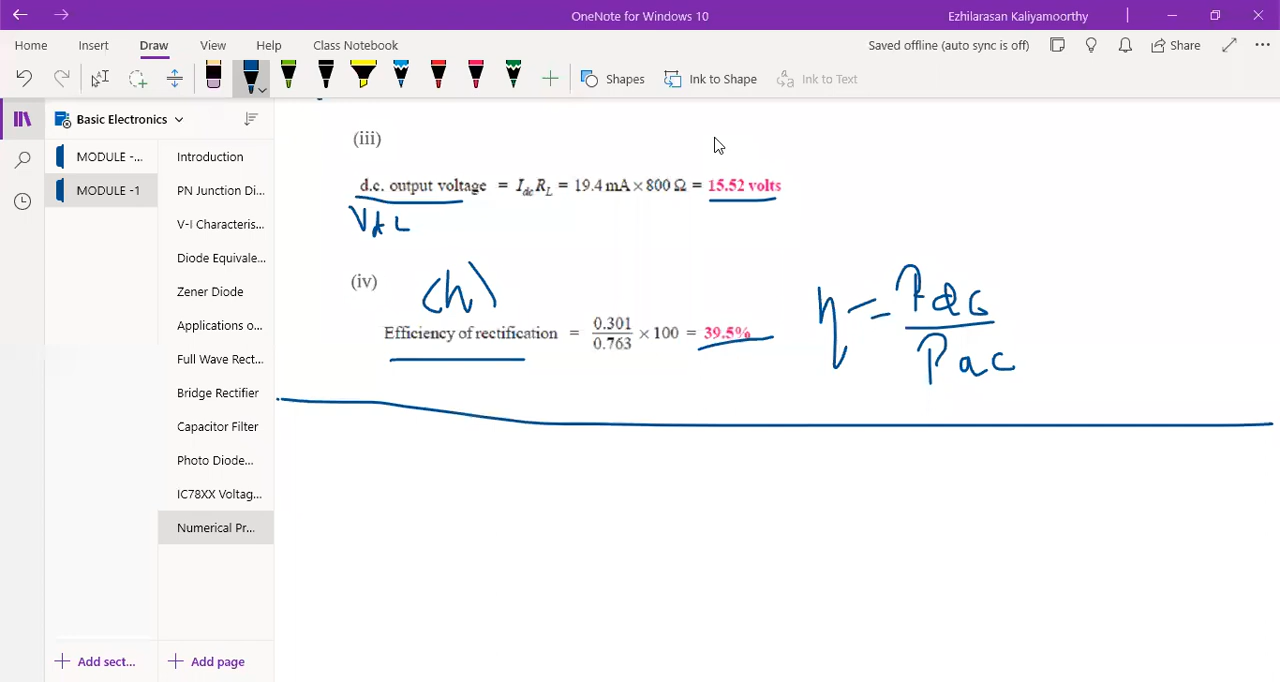 OneNote for Windows 10
Ezhilarasan Kaliyamoorthy
Home Insert Draw View Help Class Notebook
Saved offline (auto sync is off) Share
Shapes Ink to Shape Ink to Text
Basic Electronics
MODULE -...
MODULE -1
Introduction
PN Junction Di...
V-I Characteris...
Diode Equivale...
Zener Diode
Applications o...
Full Wave Rect...
Bridge Rectifier
Capacitor Filter
Photo Diode...
IC78XX Voltag...
Numerical Pr...
Add sect...
Add page
(iii)
d.c. output voltage = I_dc R_L = 19.4 mA × 800 Ω = 15.52 volts
(iv)
(η)
Efficiency of rectification = 0.301/0.763 × 100 = 39.5%
η = Pdc/Pac